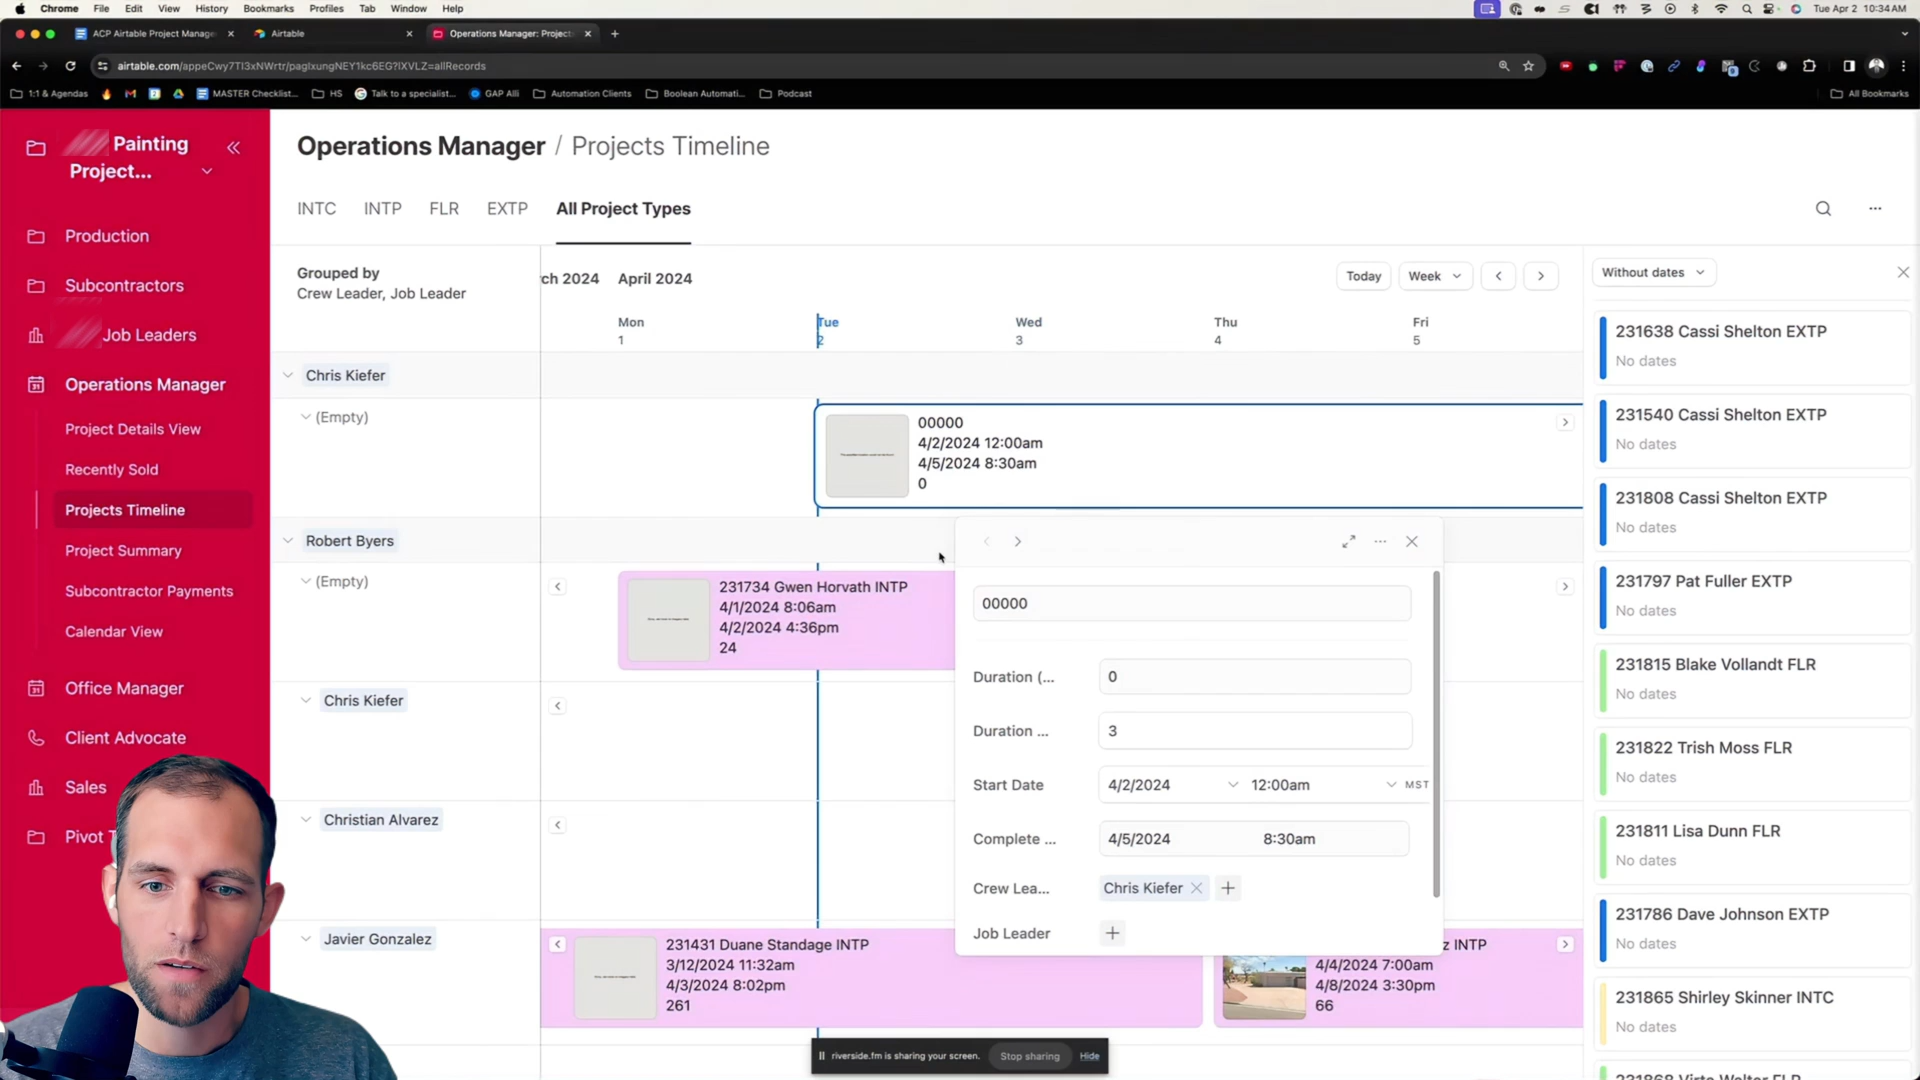 Chrome File Edit View History Bookmarks Profiles Tab Window Help
Tue Apr 2 10:34 AM
ACP Airtable Project Manage
Airtable
Operations Manager: Project
airtable.com/appeCwy7TI3xNWrtr/paglxungNEY1kc6EG?IXVLZ=allRecords
1:1 & Agendas
MASTER Checklist...
HS
Talk to a specialist...
GAP Alli
Automation Clients
Boolean Automati...
Podcast
All Bookmarks
Painting
Project...
Production
Subcontractors
Job Leaders
Operations Manager
Project Details View
Recently Sold
Projects Timeline
Project Summary
Subcontractor Payments
Calendar View
Office Manager
Client Advocate
Sales
Pivot T
Operations Manager / Projects Timeline
INTC INTP FLR EXTP All Project Types
Grouped by
Crew Leader, Job Leader
rch 2024 April 2024
Today Week
Mon Tue Wed Thu Fri
1 2 3 4 5
Chris Kiefer
(Empty)
00000
4/2/2024 12:00am
4/5/2024 8:30am
0
Robert Byers
(Empty)
231734 Gwen Horvath INTP
4/1/2024 8:06am
4/2/2024 4:36pm
24
Chris Kiefer
Christian Alvarez
Javier Gonzalez
231431 Duane Standage INTP
3/12/2024 11:32am
4/3/2024 8:02pm
261
z INTP
4/4/2024 7:00am
4/8/2024 3:30pm
66
00000
Duration (... 0
Duration ... 3
Start Date 4/2/2024 12:00am MST
Complete ... 4/5/2024 8:30am
Crew Lea... Chris Kiefer
Job Leader
Without dates
231638 Cassi Shelton EXTP
No dates
231540 Cassi Shelton EXTP
No dates
231808 Cassi Shelton EXTP
No dates
231797 Pat Fuller EXTP
No dates
231815 Blake Vollandt FLR
No dates
231822 Trish Moss FLR
No dates
231811 Lisa Dunn FLR
No dates
231786 Dave Johnson EXTP
No dates
231865 Shirley Skinner INTC
No dates
riverside.fm is sharing your screen. Stop sharing Hide